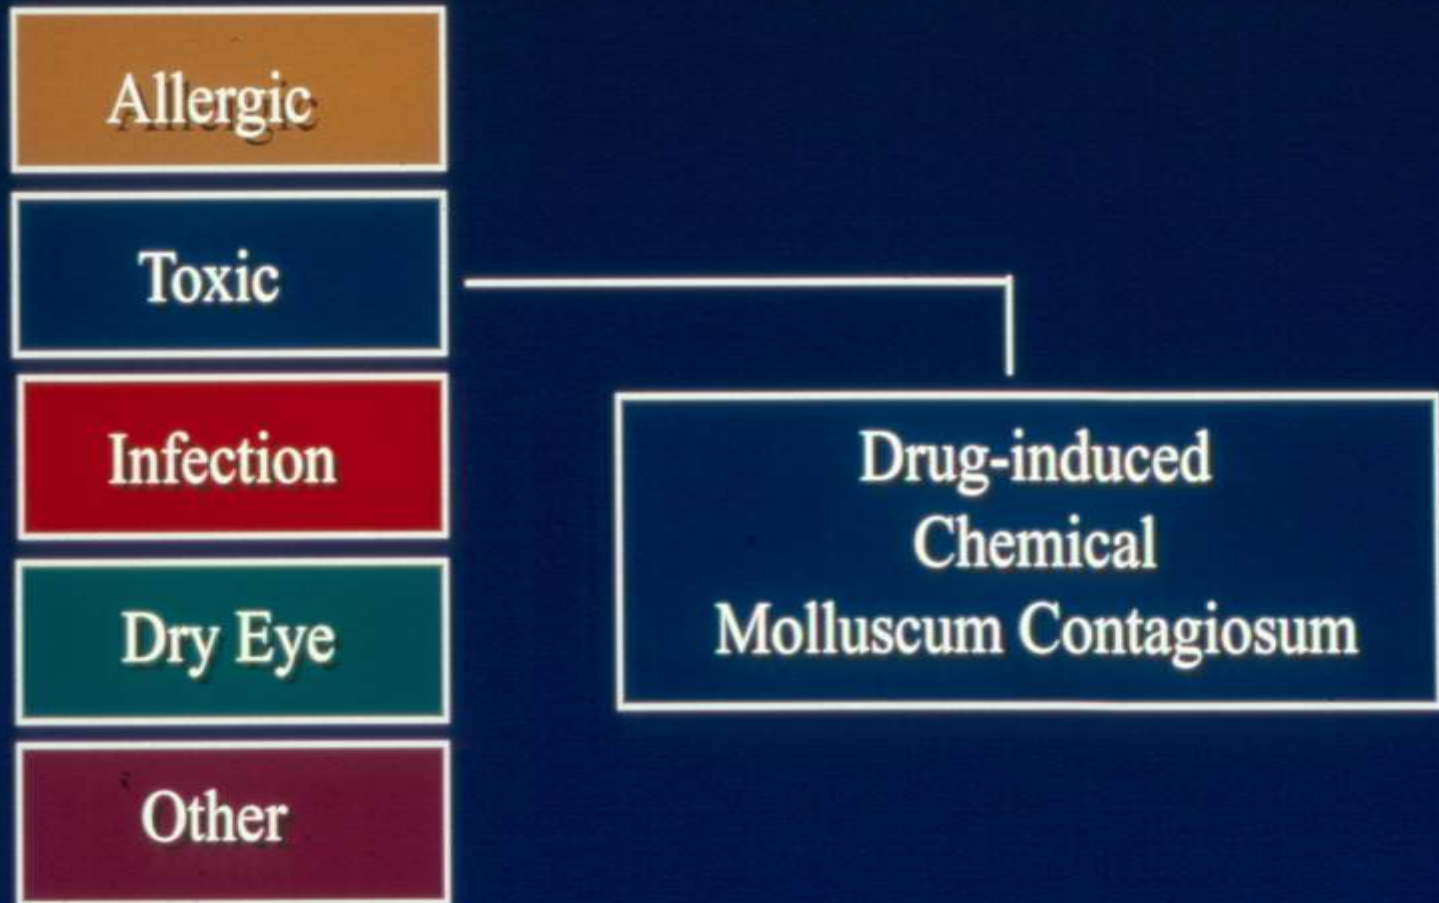 Allergic
Toxic
Infection
Dry Eye
Other
Drug-induced
Chemical
Molluscum Contagiosum